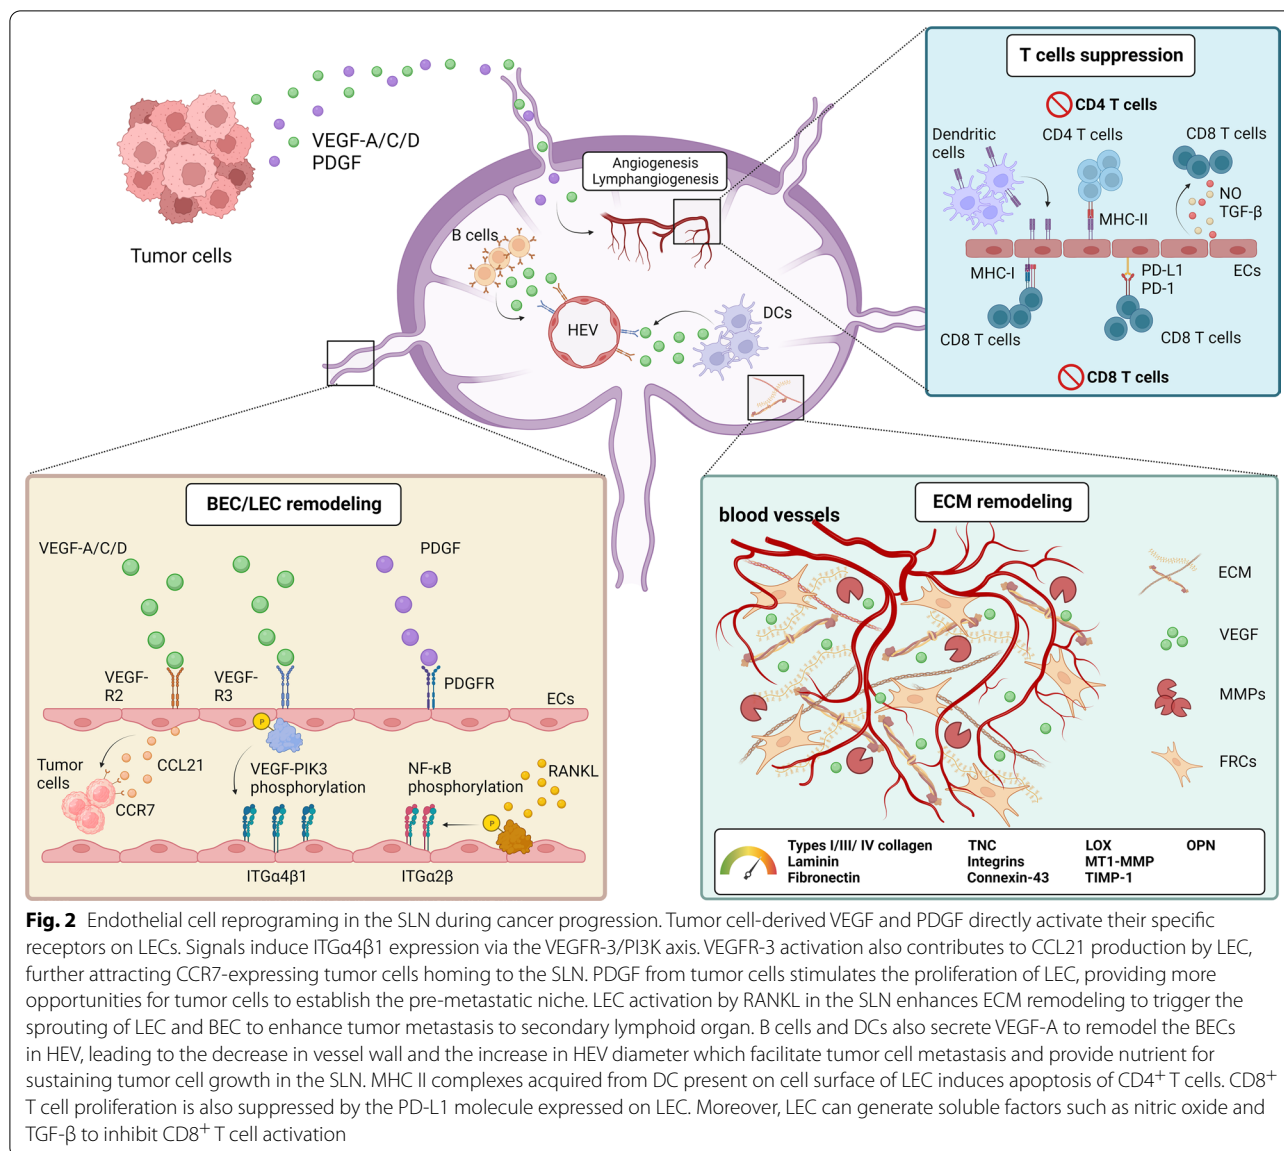 T cells suppression
CD4 T cells
Dendritic
cells
CD4 T cells
CD8 T cells
MHC-II
NO
TGF-β
MHC-I
PD-L1
PD-1
ECs
CD8 T cells
CD8 T cells
CD8 T cells
VEGF-A/C/D
PDGF
Tumor cells
Angiogenesis
Lymphangiogenesis
B cells
HEV
DCs
BEC/LEC remodeling
VEGF-A/C/D
PDGF
VEGF-
R2
VEGF-
R3
PDGFR
ECs
P
Tumor
cells
CCL21
CCR7
VEGF-PIK3
phosphorylation
NF-κB
phosphorylation
RANKL
P
ITGα4β1
ITGα2β
ECM remodeling
blood vessels
ECM
VEGF
MMPs
FRCs
Types I/III/ IV collagen
Laminin
Fibronectin
TNC
Integrins
Connexin-43
LOX
MT1-MMP
TIMP-1
OPN
Fig. 2 Endothelial cell reprograming in the SLN during cancer progression. Tumor cell-derived VEGF and PDGF directly activate their specific
receptors on LECs. Signals induce ITGα4β1 expression via the VEGFR-3/PI3K axis. VEGFR-3 activation also contributes to CCL21 production by LEC,
further attracting CCR7-expressing tumor cells homing to the SLN. PDGF from tumor cells stimulates the proliferation of LEC, providing more
opportunities for tumor cells to establish the pre-metastatic niche. LEC activation by RANKL in the SLN enhances ECM remodeling to trigger the
sprouting of LEC and BEC to enhance tumor metastasis to secondary lymphoid organ. B cells and DCs also secrete VEGF-A to remodel the BECs
in HEV, leading to the decrease in vessel wall and the increase in HEV diameter which facilitate tumor cell metastasis and provide nutrient for
sustaining tumor cell growth in the SLN. MHC II complexes acquired from DC present on cell surface of LEC induces apoptosis of CD4+ T cells. CD8+
T cell proliferation is also suppressed by the PD-L1 molecule expressed on LEC. Moreover, LEC can generate soluble factors such as nitric oxide and
TGF-β to inhibit CD8+ T cell activation